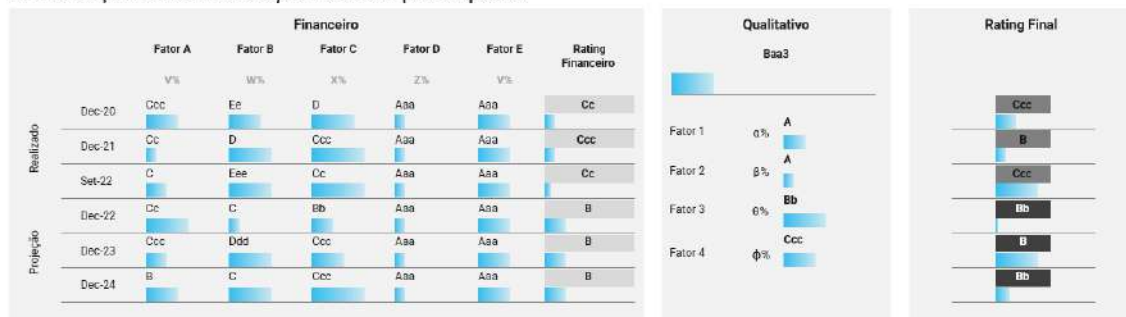 Financeiro
Fator A Fator B Fator C Fator D Fator E Rating Financeiro
V% W% X% Z% V%
Realizado
Dec-20 Ccc Ee D Aaa Aaa Cc
Dec-21 Cc D Ccc Aaa Aaa Ccc
Set-22 C Eee Cc Aaa Aaa Cc
Projeção
Dec-22 Cc C Bb Aaa Aaa B
Dec-23 Ccc Ddd Ccc Aaa Aaa B
Dec-24 B C Ccc Aaa Aaa B
Qualitativo
Baa3
Fator 1 α% A
Fator 2 β% A
Fator 3 θ% Bb
Fator 4 ϕ% Ccc
Rating Final
Ccc
B
Ccc
Bb
B
Bb